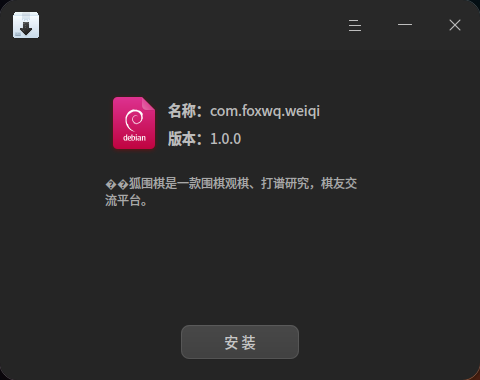 debian
名称：com.foxwq.weiqi
版本：1.0.0
��狐围棋是一款围棋观棋、打谱研究，棋友交
流平台。
安装